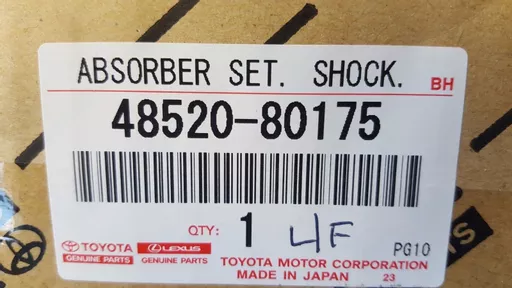 ABSORBER SET. SHOCK.
BH
48520-80175
QTY: 1 4F
TOYOTA
GENUINE PARTS
LEXUS
GENUINE PARTS
PG10
TOYOTA MOTOR CORPORATION
MADE IN JAPAN 23